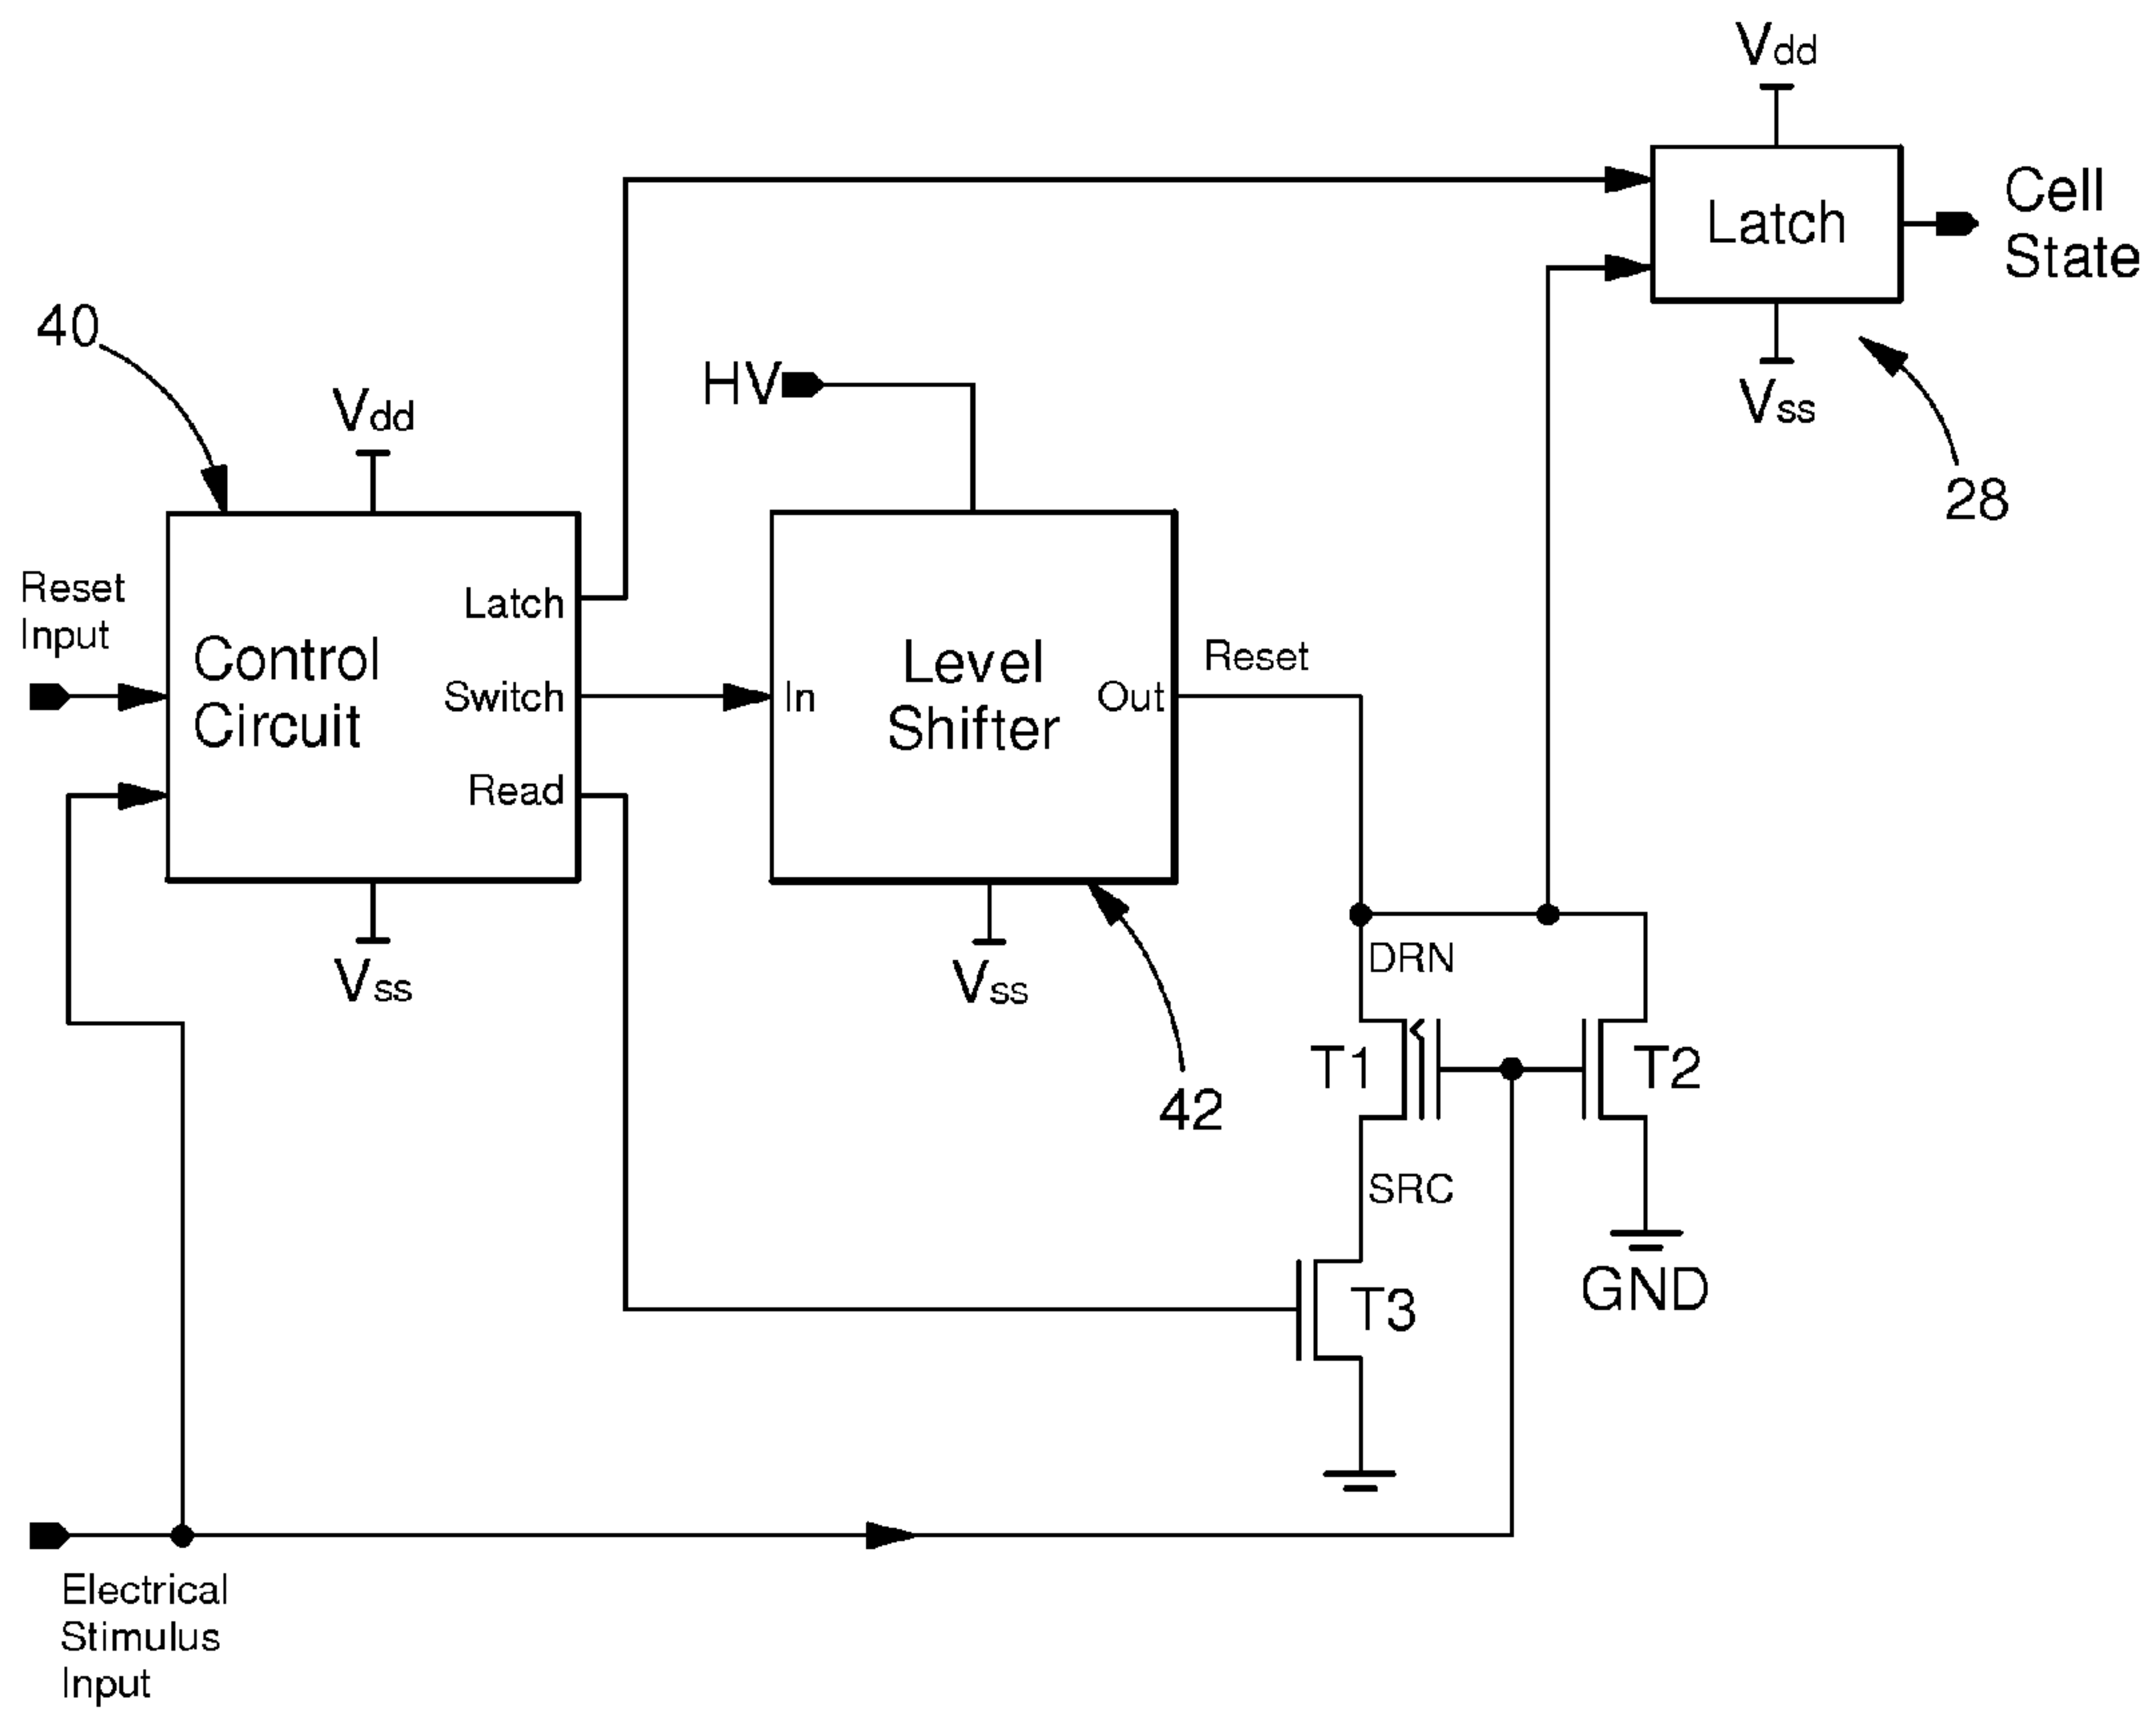 Vdd
Latch
Cell
State
Vss
28
40
Vdd
HV
Reset
Input
Control
Circuit
Latch
Switch
Read
Vss
In
Level
Shifter
Out
Reset
Vss
42
DRN
T1
T2
SRC
GND
T3
Electrical
Stimulus
Input